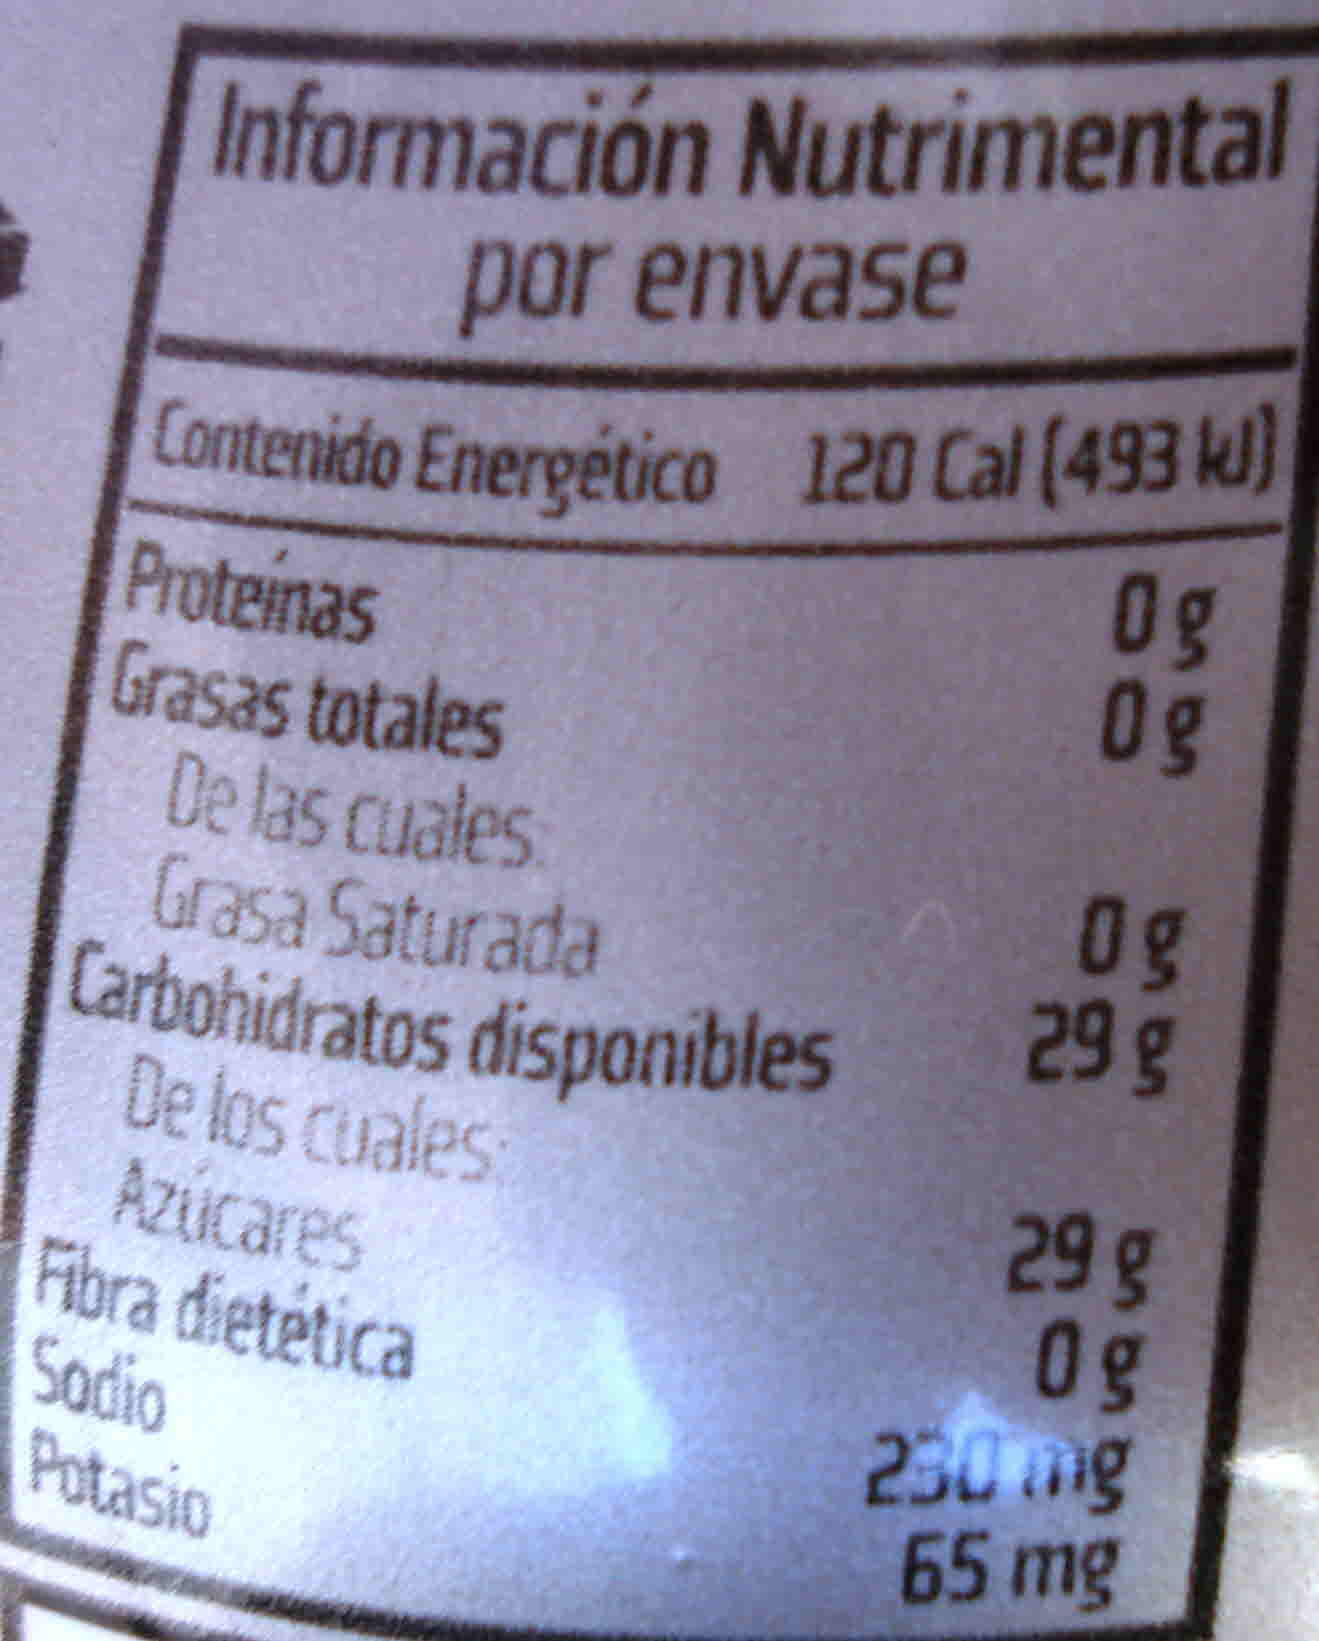 Información Nutrimental
por envase
Contenido Energético 120 Cal (493 kJ)
Proteínas 0 g
Grasas totales 0 g
De las cuales:
Grasa Saturada 0 g
Carbohidratos disponibles 29 g
De los cuales:
Azúcares 29 g
Fibra dietética 0 g
Sodio 230 mg
Potasio 65 mg